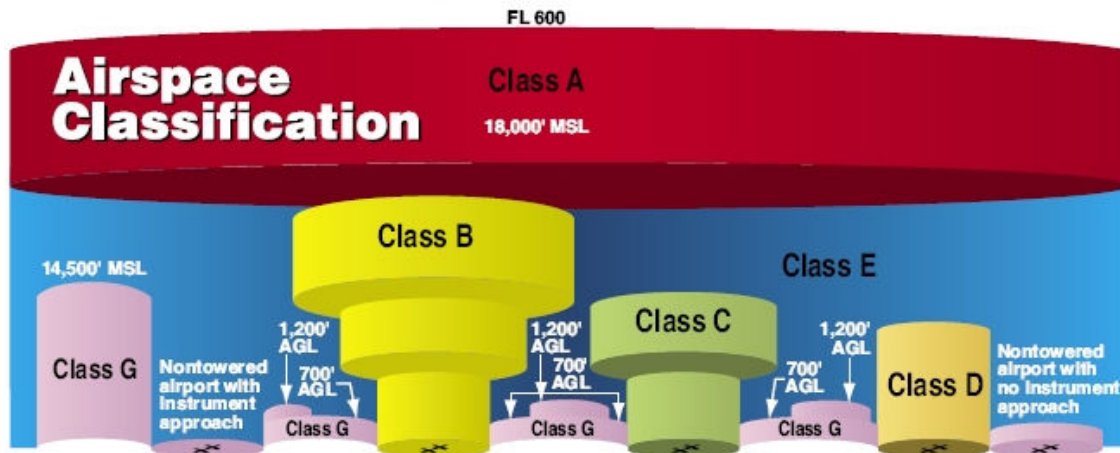 FL 600
Airspace
Classification
Class A
18,000' MSL
Class B
Class E
14,500' MSL
Class G
Nontowered
airport with
Instrument
approach
1,200'
AGL
700'
AGL
Class G
1,200'
AGL
700'
AGL
Class G
Class C
700'
AGL
1,200'
AGL
Class G
Class D
Nontowered
airport with
no Instrument
approach